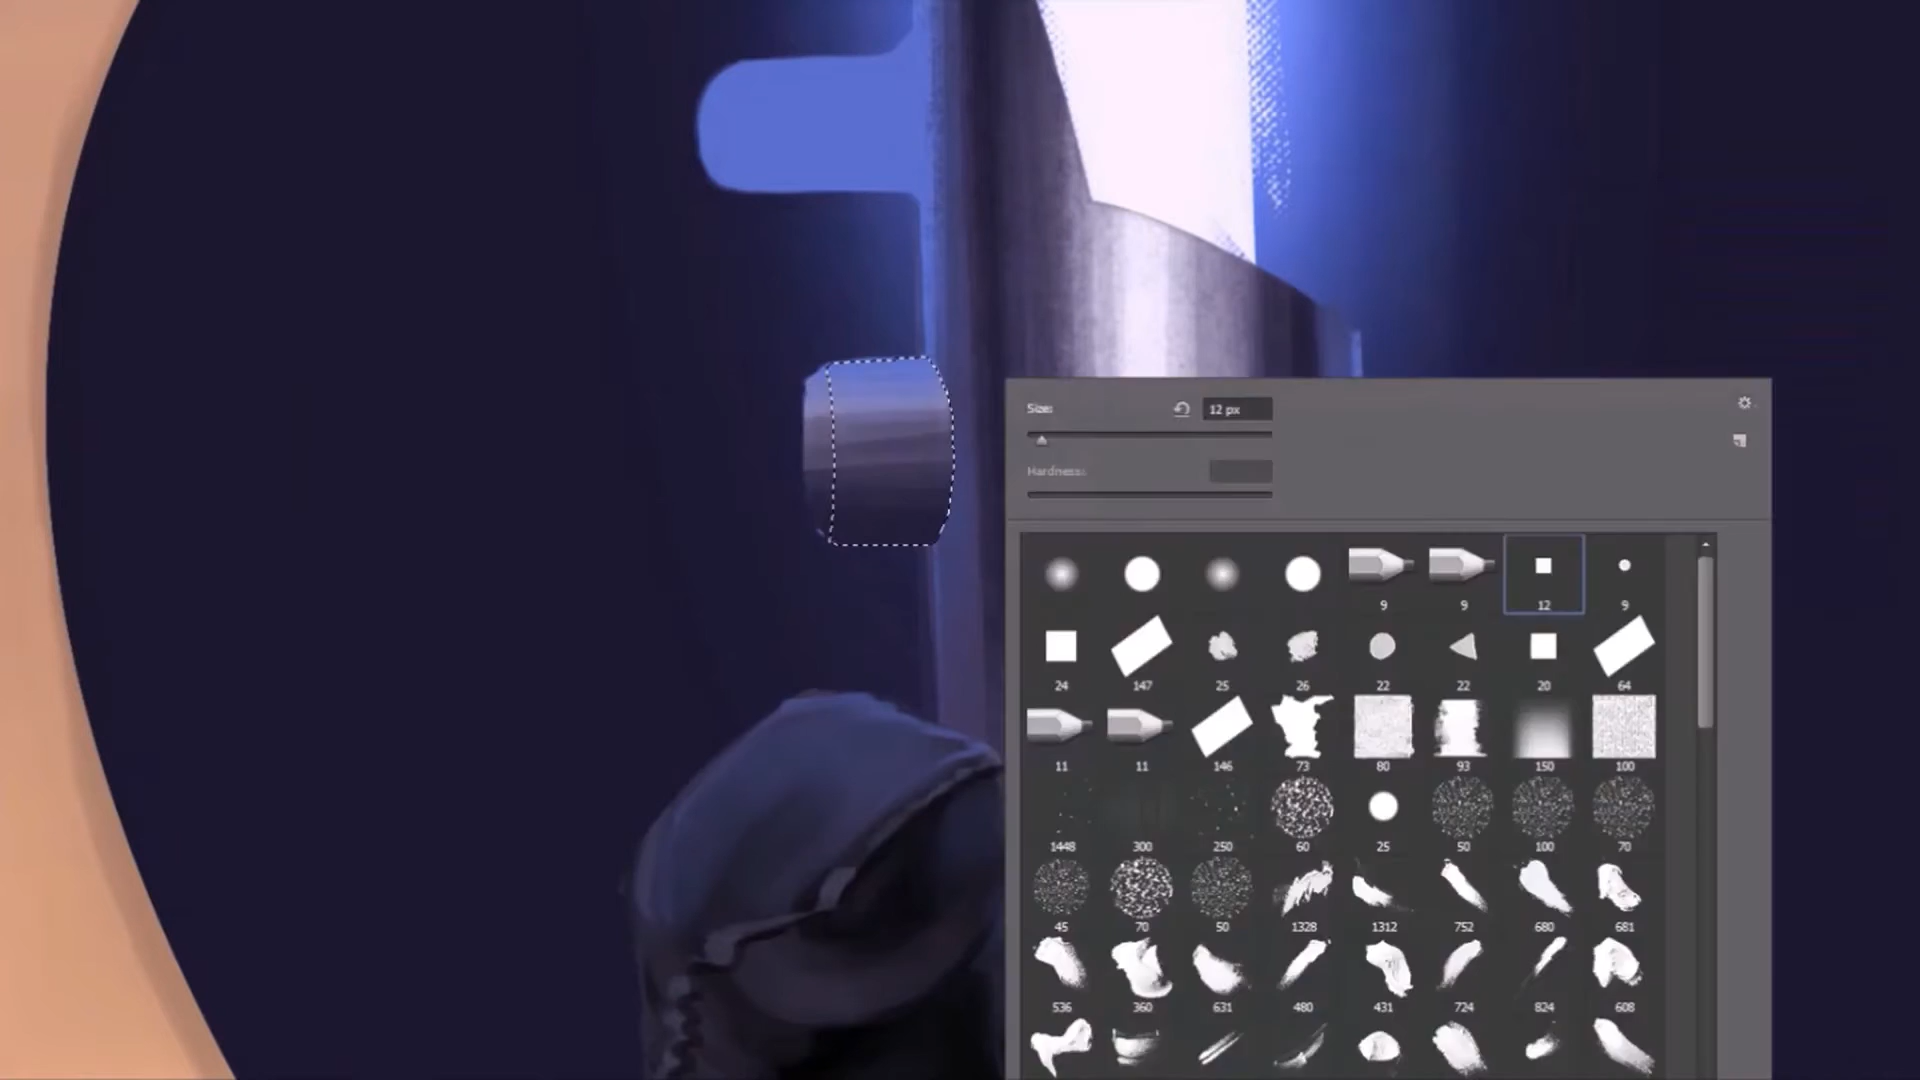 Size:
12 px
Hardness:
9 9 12 9
24 147 25 26 22 22 20 64
11 11 146 73 80 93 150 100
1448 300 250 60 25 50 100 70
45 70 50 1328 1312 752 680 681
536 360 631 480 431 724 824 608